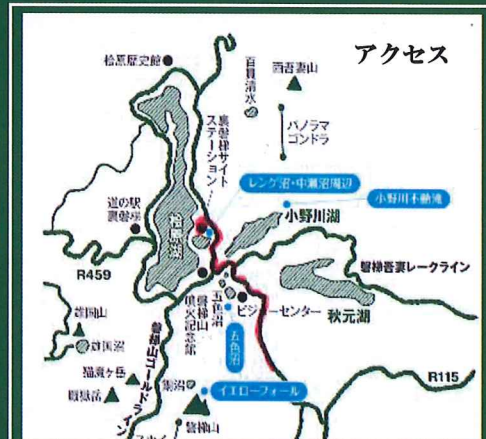 アクセス
桧原歴史館
百貫清水
西吾妻山
パノラマ
ゴンドラ
裏磐梯サイト
ステーション
レンゲ沼・中瀬沼周辺
小野川不動滝
道の駅
裏磐梯
桧原湖
小野川湖
R459
磐梯吾妻レークライン
五色沼
ビジターセンター
秋元湖
磐梯山
噴火記念館
五色沼
雄国山
雄国沼
磐梯山ゴールドライン
猫魔ヶ岳
厩嶽山
銅沼
イエローフォール
R115
磐梯山